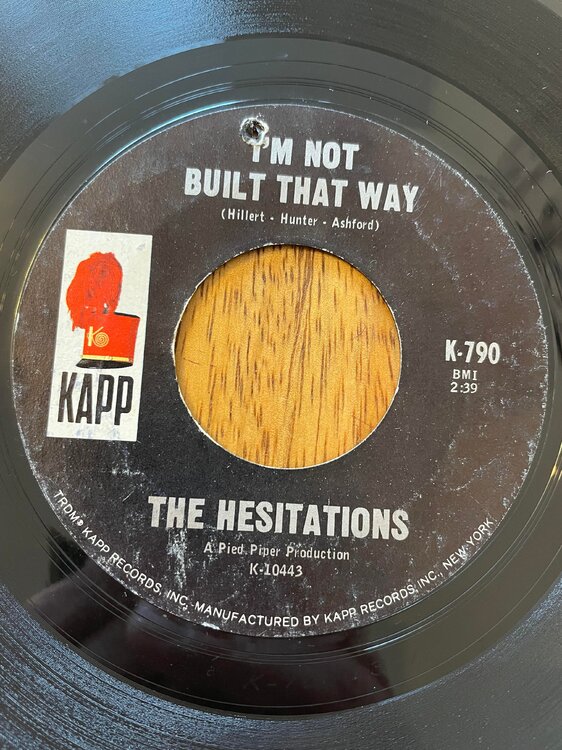 I'M NOT
BUILT THAT WAY
(Hillert - Hunter - Ashford)
K
KAPP
K-790
BMI
2:39
THE HESITATIONS
A Pied Piper Production
K-10443
TRDM® KAPP RECORDS, INC.-MANUFACTURED BY KAPP RECORDS, INC., NEW YORK